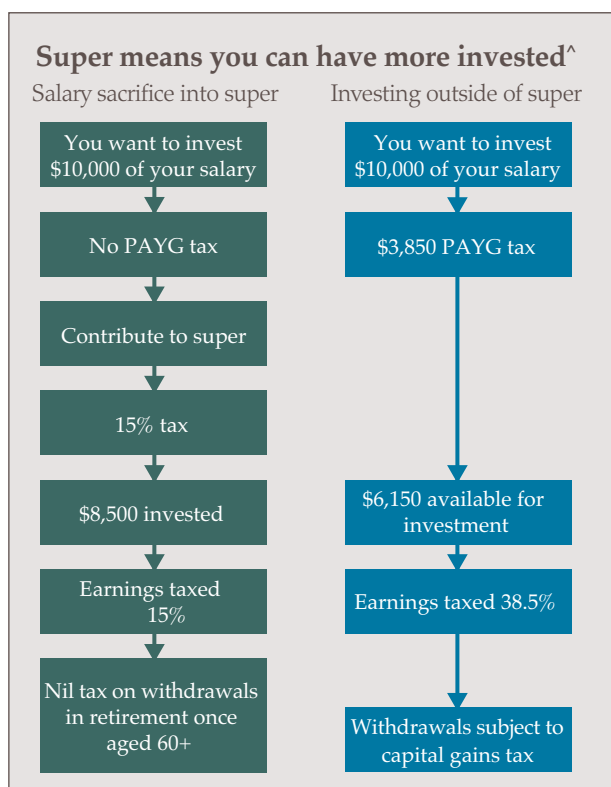 Super means you can have more invested^
Salary sacrifice into super
Investing outside of super
You want to invest
$10,000 of your salary
No PAYG tax
Contribute to super
15% tax
$8,500 invested
Earnings taxed
15%
Nil tax on withdrawals
in retirement once
aged 60+
You want to invest
$10,000 of your salary
$3,850 PAYG tax
$6,150 available for
investment
Earnings taxed 38.5%
Withdrawals subject to
capital gains tax